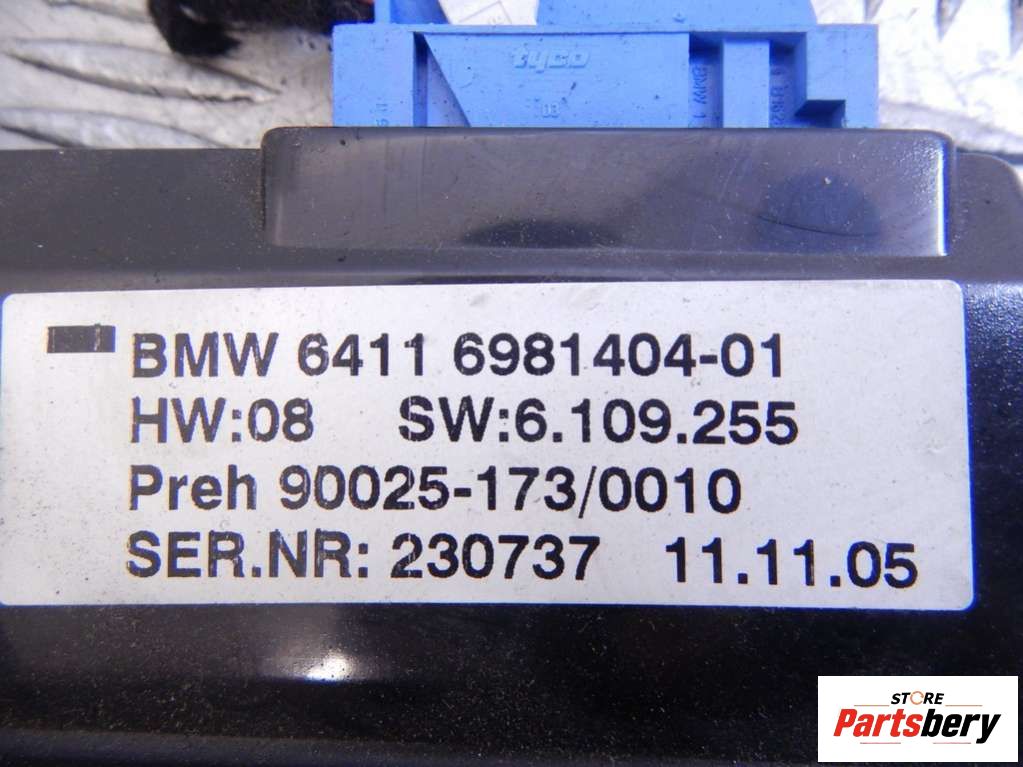 tyco
BMW 6411 6981404-01
HW:08 SW:6.109.255
Preh 90025-173/0010
SER.NR: 230737 11.11.05
STORE
Partsbery